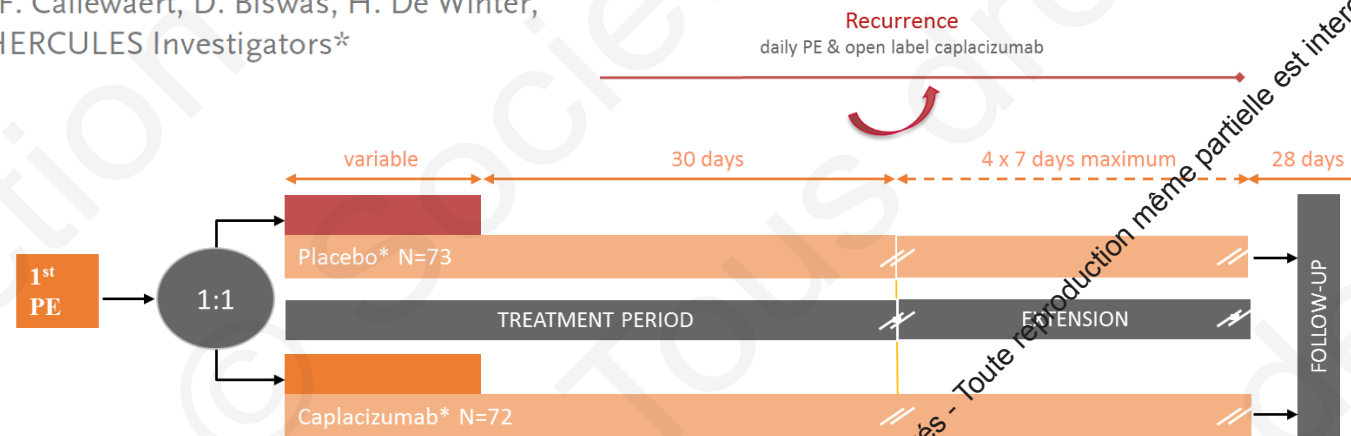 F. Callewaert, D. Biswas, H. De Winter,
HERCULES Investigators*
Recurrence
daily PE & open label caplacizumab
variable
30 days
4 x 7 days maximum
28 days
1st
PE
1:1
Placebo* N=73
TREATMENT PERIOD
EXTENSION
Caplacizumab* N=72
FOLLOW-UP
- Toute reproduction même partielle est
© Socié
Tous